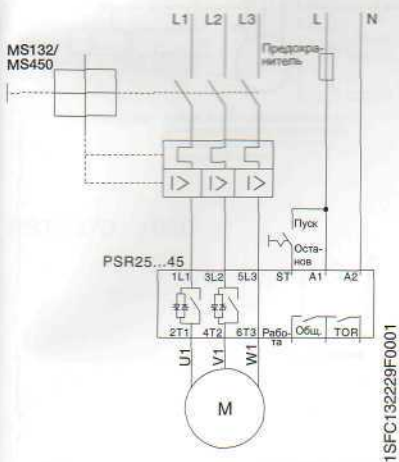 L1 L2 L3 L N
MS132/
MS450
Предохра-
нитель
I> I> I>
Пуск
Оста-
нов
PSR25...45
1L1 3L2 5L3 ST A1 A2
2T1 4T2 6T3 Рабо-
та Общ. TOR
U1 V1 W1
M
1SFC132229F0001